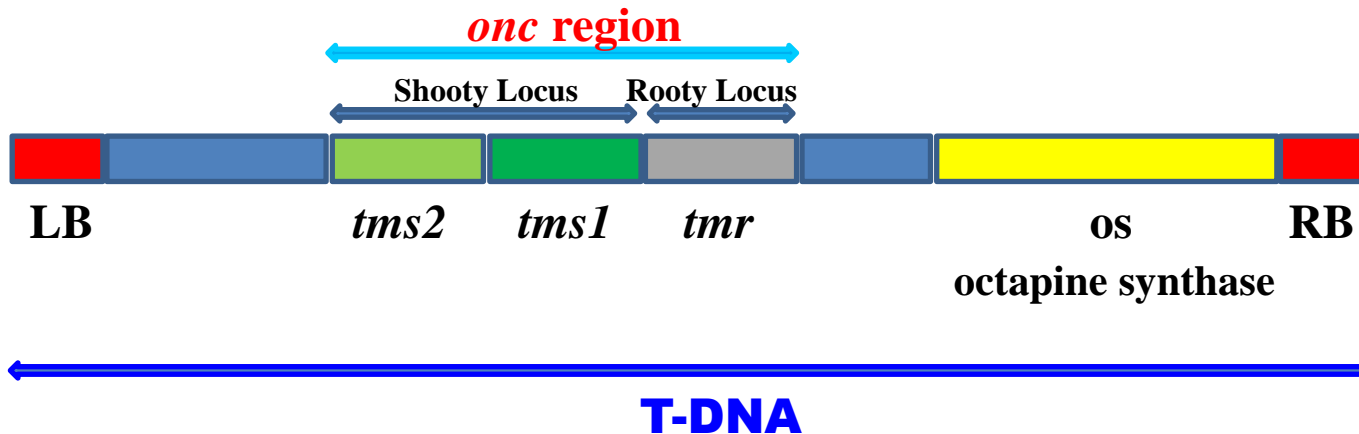 onc region
Shooty Locus Rooty Locus
LB tms2 tms1 tmr os RB
octapine synthase
T-DNA